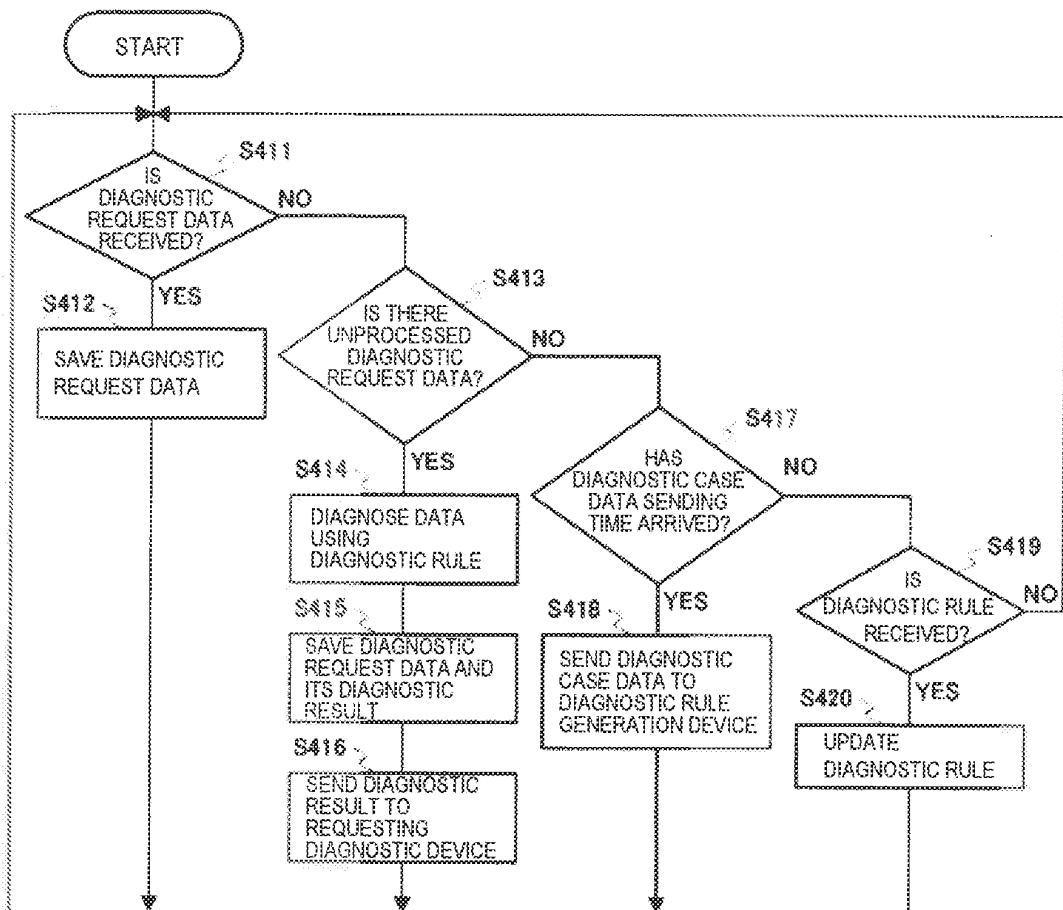 START
S411
IS
DIAGNOSTIC
REQUEST DATA
RECEIVED?
NO
YES
S412
SAVE DIAGNOSTIC
REQUEST DATA
S413
IS THERE
UNPROCESSED
DIAGNOSTIC
REQUEST DATA?
NO
YES
S414
DIAGNOSE DATA
USING
DIAGNOSTIC RULE
S415
SAVE DIAGNOSTIC
REQUEST DATA AND
ITS DIAGNOSTIC
RESULT
S416
SEND DIAGNOSTIC
RESULT TO
REQUESTING
DIAGNOSTIC DEVICE
S417
HAS
DIAGNOSTIC CASE
DATA SENDING
TIME ARRIVED?
NO
YES
S418
SEND DIAGNOSTIC
CASE DATA TO
DIAGNOSTIC RULE
GENERATION DEVICE
S419
IS
DIAGNOSTIC RULE
RECEIVED?
NO
YES
S420
UPDATE
DIAGNOSTIC RULE